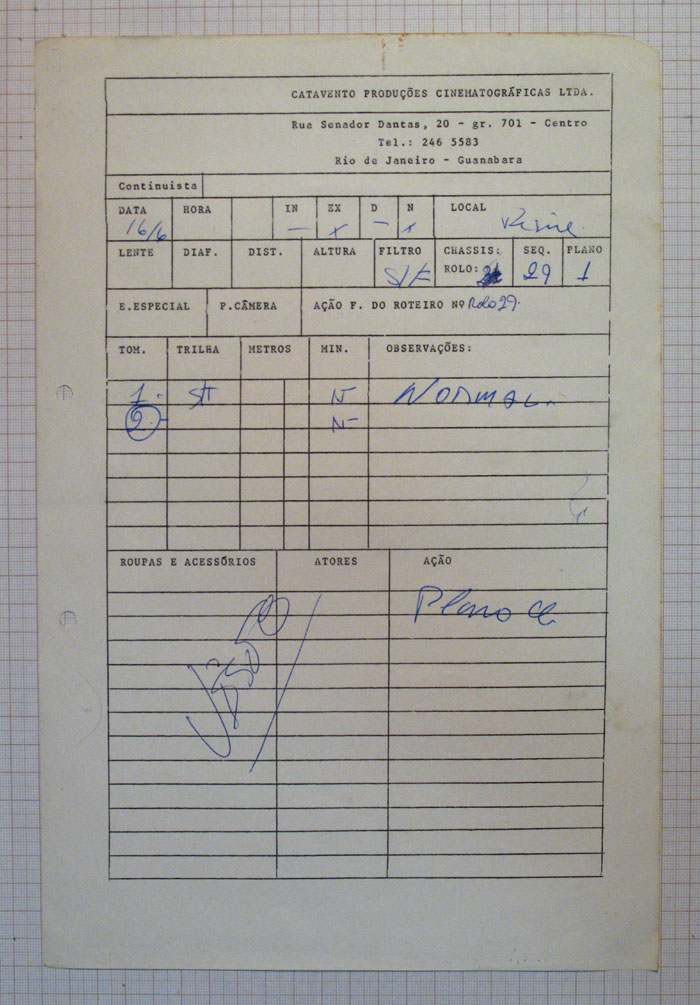 CATAVENTO PRODUÇÕES CINEMATOGRÁFICAS LTDA.
Rua Senador Dantas, 20 - gr. 701 - Centro
Tel.: 246 5583
Rio de Janeiro - Guanabara
Continuista
DATA HORA IN EX D N LOCAL
16/6 — x — x
LENTE DIAF. DIST. ALTURA FILTRO CHASSIS: SEQ. PLANO
ROLO: 29 1
E.ESPECIAL P.CÂMERA AÇÃO F. DO ROTEIRO Nº Rolo 29.
TOM. TRILHA METROS MIN. OBSERVAÇÕES:
1.- N NORMAL.
2.- N-
ROUPAS E ACESSÓRIOS ATORES AÇÃO
Plano